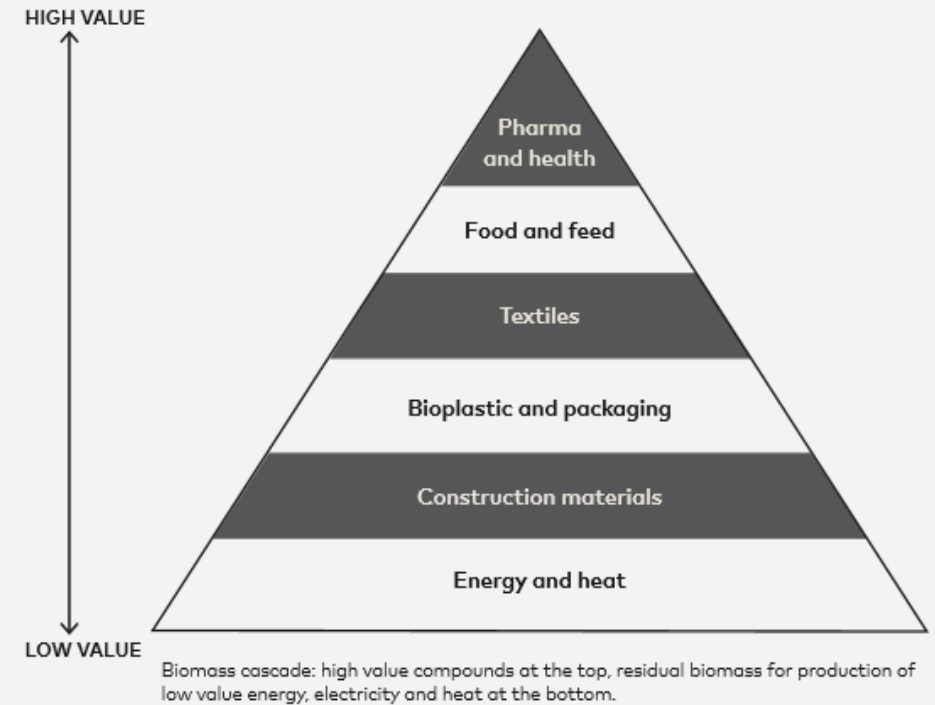 HIGH VALUE
Pharma
and health
Food and feed
Textiles
Bioplastic and packaging
Construction materials
Energy and heat
LOW VALUE
Biomass cascade: high value compounds at the top, residual biomass for production of
low value energy, electricity and heat at the bottom.